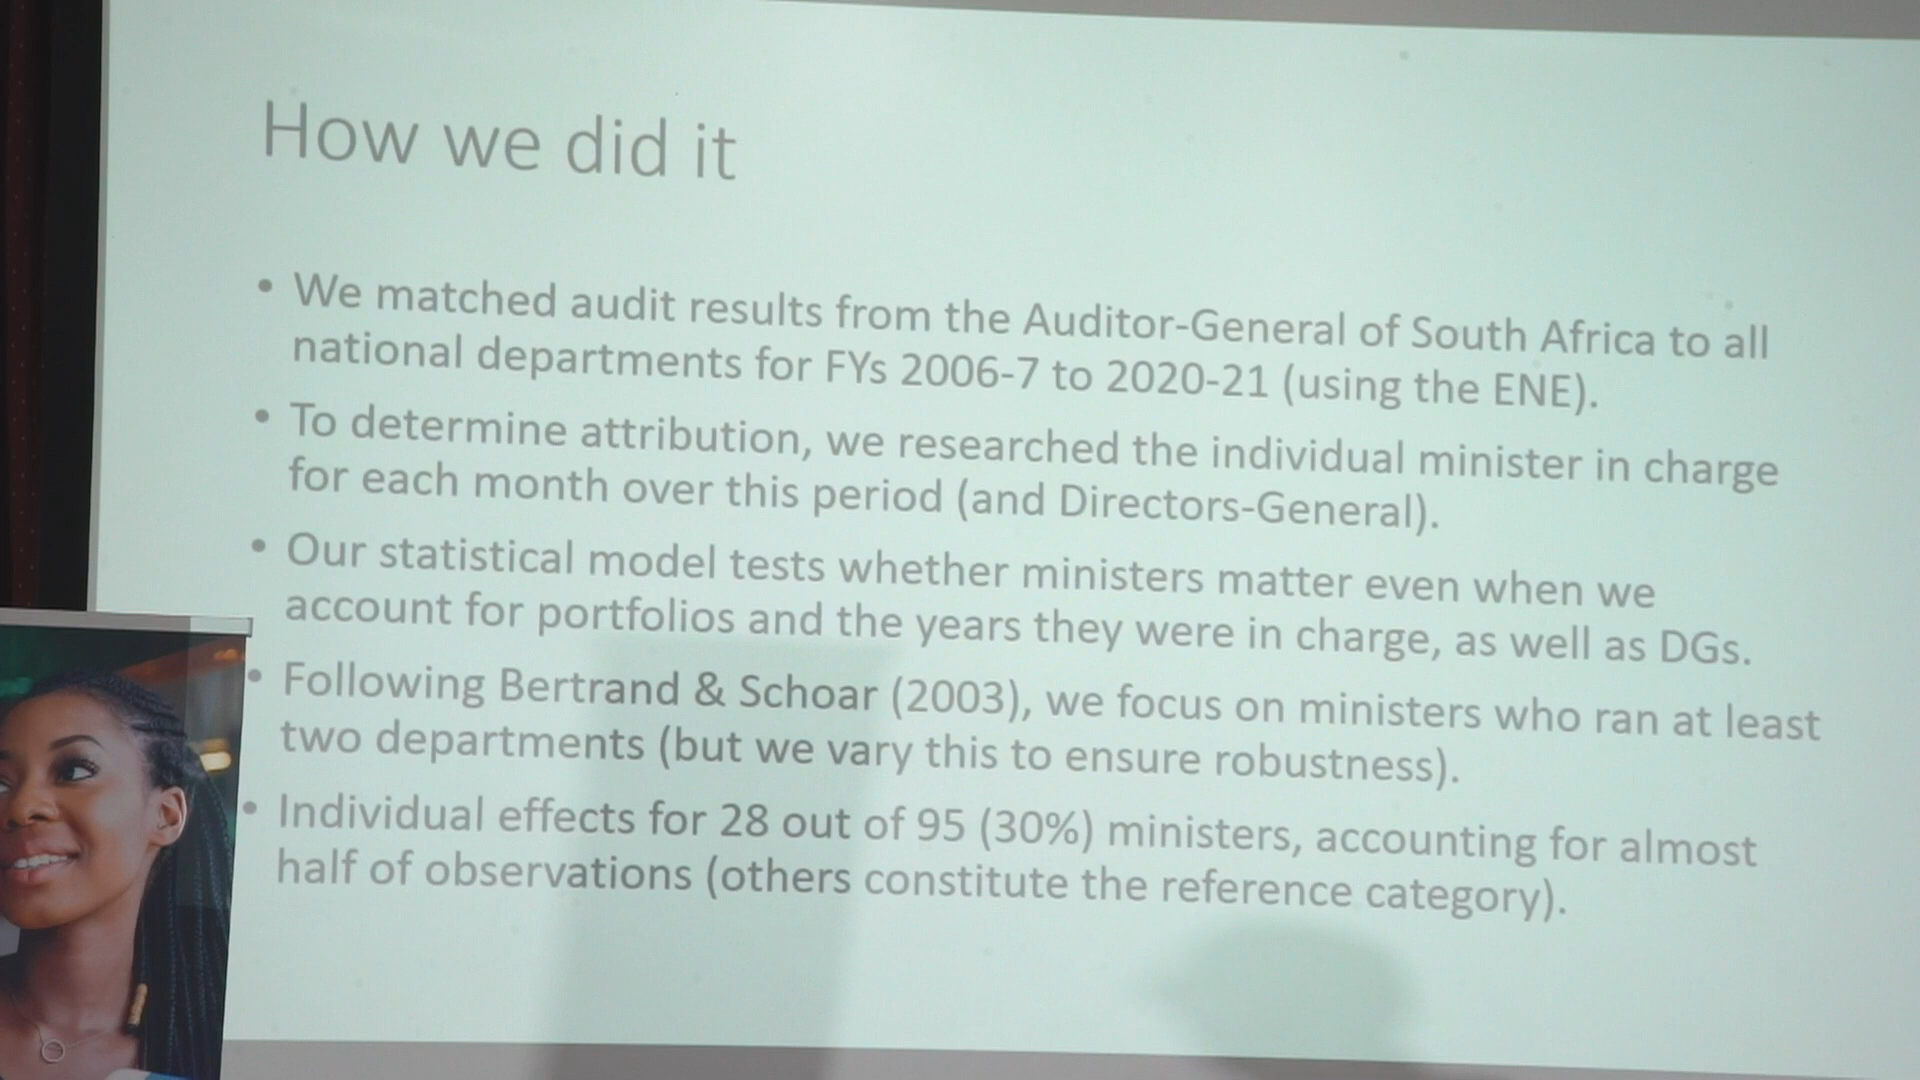 How we did it
• We matched audit results from the Auditor-General of South Africa to all
national departments for FYs 2006-7 to 2020-21 (using the ENE).
• To determine attribution, we researched the individual minister in charge
for each month over this period (and Directors-General).
• Our statistical model tests whether ministers matter even when we
account for portfolios and the years they were in charge, as well as DGs.
• Following Bertrand & Schoar (2003), we focus on ministers who ran at least
two departments (but we vary this to ensure robustness).
• Individual effects for 28 out of 95 (30%) ministers, accounting for almost
half of observations (others constitute the reference category).